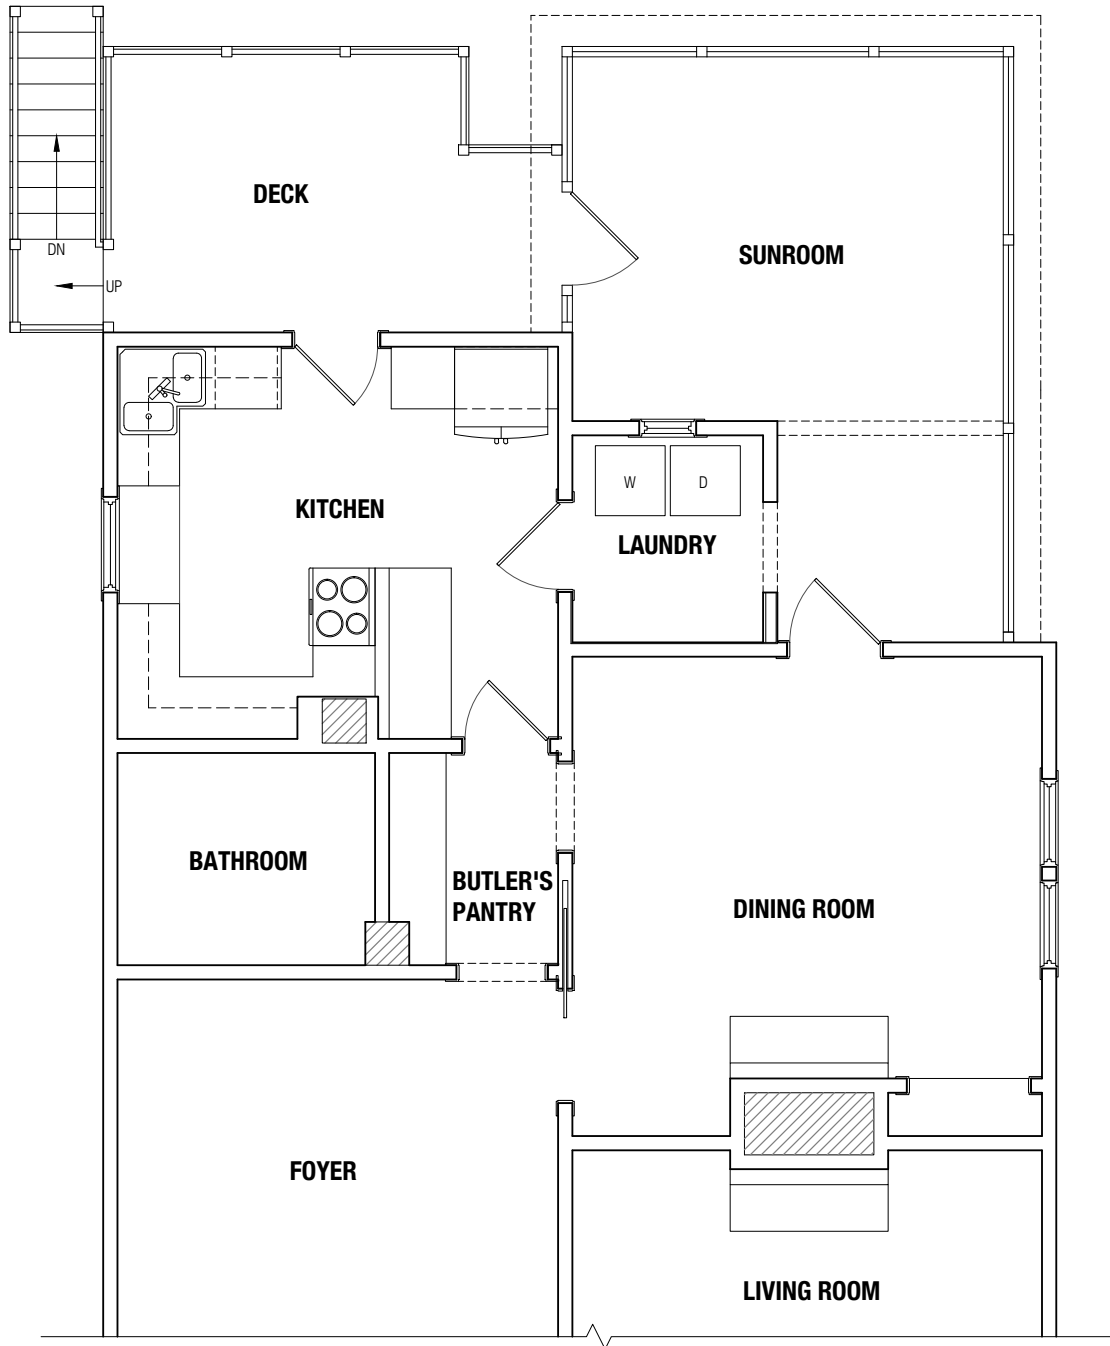 DECK
SUNROOM
DN
UP
KITCHEN
W
D
LAUNDRY
BATHROOM
BUTLER'S
PANTRY
DINING ROOM
FOYER
LIVING ROOM